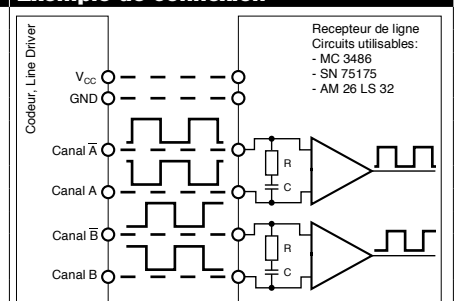 Exemple de connexion
Codeur, Line Driver
Recepteur de ligne
Circuits utilisables:
- MC 3486
- SN 75175
- AM 26 LS 32
VCC
GND
Canal A̅
Canal A
Canal B̅
Canal B
R
C
R
C